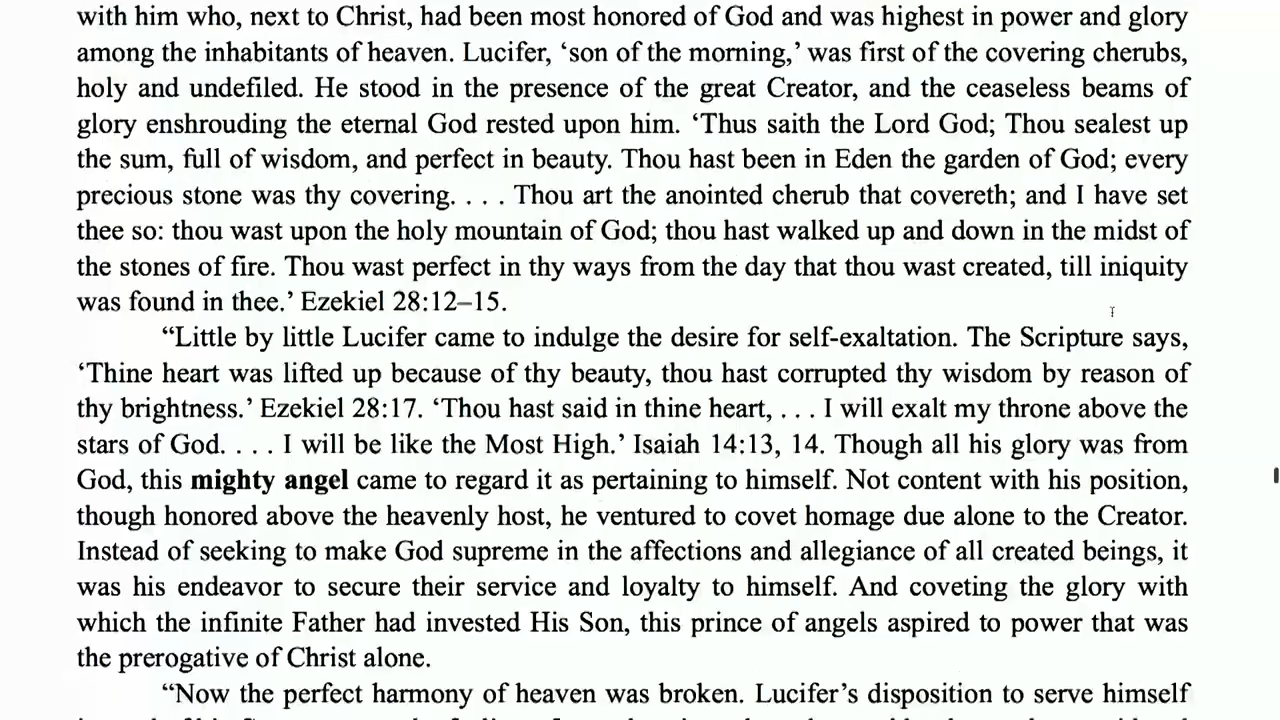 with him who, next to Christ, had been most honored of God and was highest in power and glory
among the inhabitants of heaven. Lucifer, ‘son of the morning,’ was first of the covering cherubs,
holy and undefiled. He stood in the presence of the great Creator, and the ceaseless beams of
glory enshrouding the eternal God rested upon him. ‘Thus saith the Lord God; Thou sealest up
the sum, full of wisdom, and perfect in beauty. Thou hast been in Eden the garden of God; every
precious stone was thy covering. . . . Thou art the anointed cherub that covereth; and I have set
thee so: thou wast upon the holy mountain of God; thou hast walked up and down in the midst of
the stones of fire. Thou wast perfect in thy ways from the day that thou wast created, till iniquity
was found in thee.’ Ezekiel 28:12–15.
“Little by little Lucifer came to indulge the desire for self-exaltation. The Scripture says,
‘Thine heart was lifted up because of thy beauty, thou hast corrupted thy wisdom by reason of
thy brightness.’ Ezekiel 28:17. ‘Thou hast said in thine heart, . . . I will exalt my throne above the
stars of God. . . . I will be like the Most High.’ Isaiah 14:13, 14. Though all his glory was from
God, this mighty angel came to regard it as pertaining to himself. Not content with his position,
though honored above the heavenly host, he ventured to covet homage due alone to the Creator.
Instead of seeking to make God supreme in the affections and allegiance of all created beings, it
was his endeavor to secure their service and loyalty to himself. And coveting the glory with
which the infinite Father had invested His Son, this prince of angels aspired to power that was
the prerogative of Christ alone.
“Now the perfect harmony of heaven was broken. Lucifer’s disposition to serve himself